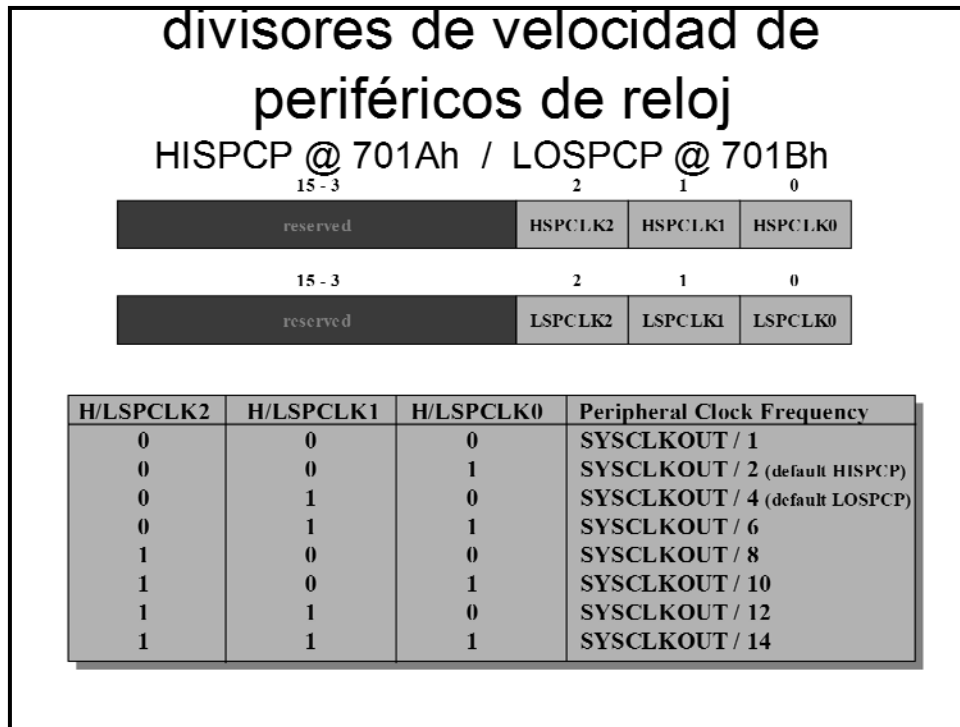 divisores de velocidad de
periféricos de reloj
HISPCP @ 701Ah / LOSPCP @ 701Bh
15 - 3 2 1 0
reserved HSPCLK2 HSPCLK1 HSPCLK0
15 - 3 2 1 0
reserved LSPCLK2 LSPCLK1 LSPCLK0
H/LSPCLK2 H/LSPCLK1 H/LSPCLK0 Peripheral Clock Frequency
0 0 0 SYSCLKOUT / 1
0 0 1 SYSCLKOUT / 2 (default HISPCP)
0 1 0 SYSCLKOUT / 4 (default LOSPCP)
0 1 1 SYSCLKOUT / 6
1 0 0 SYSCLKOUT / 8
1 0 1 SYSCLKOUT / 10
1 1 0 SYSCLKOUT / 12
1 1 1 SYSCLKOUT / 14